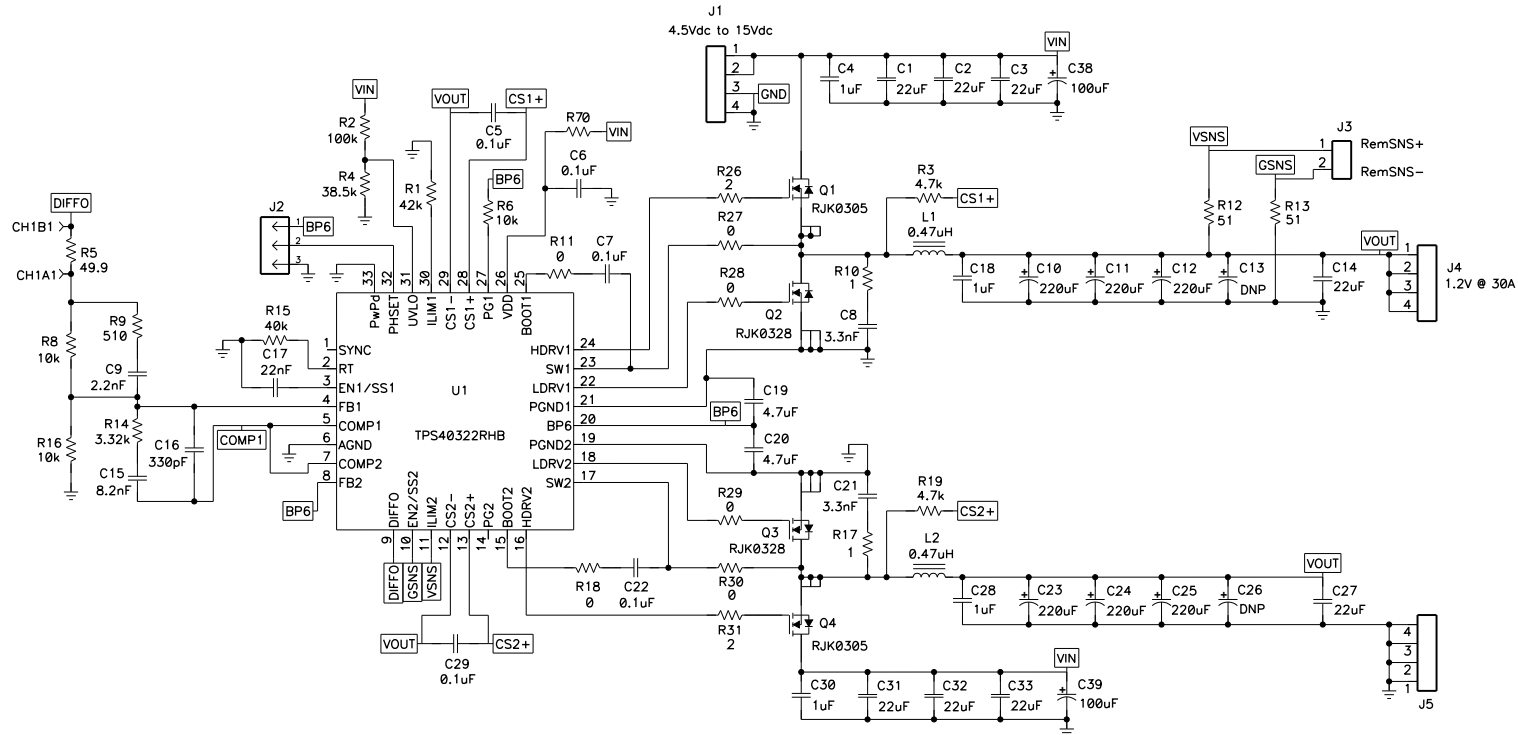 J1
4.5Vdc to 15Vdc
1
2
3
4
GND
VIN
C4
1uF
C1
22uF
C2
22uF
C3
22uF
C38
100uF
VIN
R2
100k
R4
38.5k
VOUT
CS1+
C5
0.1uF
R70
VIN
C6
0.1uF
R1
42k
BP6
R6
10k
J2
1
2
3
BP6
DIFFO
CH1B1
R5
49.9
CH1A1
R11
0
C7
0.1uF
R26
2
Q1
RJK0305
R27
0
R28
0
Q2
RJK0328
R3
4.7k
CS1+
L1
0.47uH
R10
1
C8
3.3nF
VSNS
GSNS
J3
1
2
RemSNS+
RemSNS-
R12
51
R13
51
VOUT
C18
1uF
C10
220uF
C11
220uF
C12
220uF
C13
DNP
C14
22uF
1
2
3
4
J4
1.2V @ 30A
33
32
31
30
29
28
27
26
25
PwPd
PHSET
UVLO
ILIM1
CS1-
CS1+
PG1
VDD
BOOT1
R15
40k
C17
22nF
R8
10k
R9
510
C9
2.2nF
R14
3.32k
C15
8.2nF
C16
330pF
R16
10k
COMP1
BP6
1
SYNC
2
RT
3
EN1/SS1
4
FB1
5
COMP1
6
AGND
7
COMP2
8
FB2
U1
TPS40322RHB
HDRV1
24
SW1
23
LDRV1
22
PGND1
21
BP6
20
PGND2
19
LDRV2
18
SW2
17
DIFFO
EN2/SS2
ILIM2
CS2-
CS2+
PG2
BOOT2
HDRV2
9
10
11
12
13
14
15
16
DIFFO
GSNS
VSNS
BP6
C19
4.7uF
C20
4.7uF
C21
3.3nF
R17
1
R29
0
Q3
RJK0328
R19
4.7k
CS2+
L2
0.47uH
R18
0
C22
0.1uF
R30
0
R31
2
Q4
RJK0305
VOUT
C29
0.1uF
CS2+
VOUT
C28
1uF
C23
220uF
C24
220uF
C25
220uF
C26
DNP
C27
22uF
4
3
2
1
J5
VIN
C30
1uF
C31
22uF
C32
22uF
C33
22uF
C39
100uF